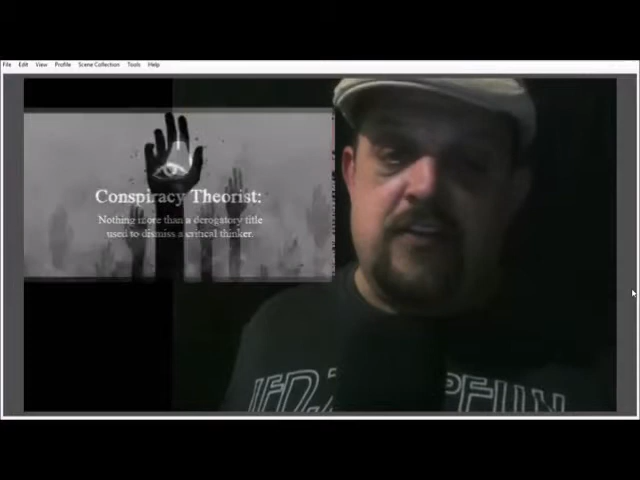 File Edit View Profile Scene Collection Tools Help
Conspiracy Theorist:
Nothing more than a derogatory title
used to dismiss a critical thinker.